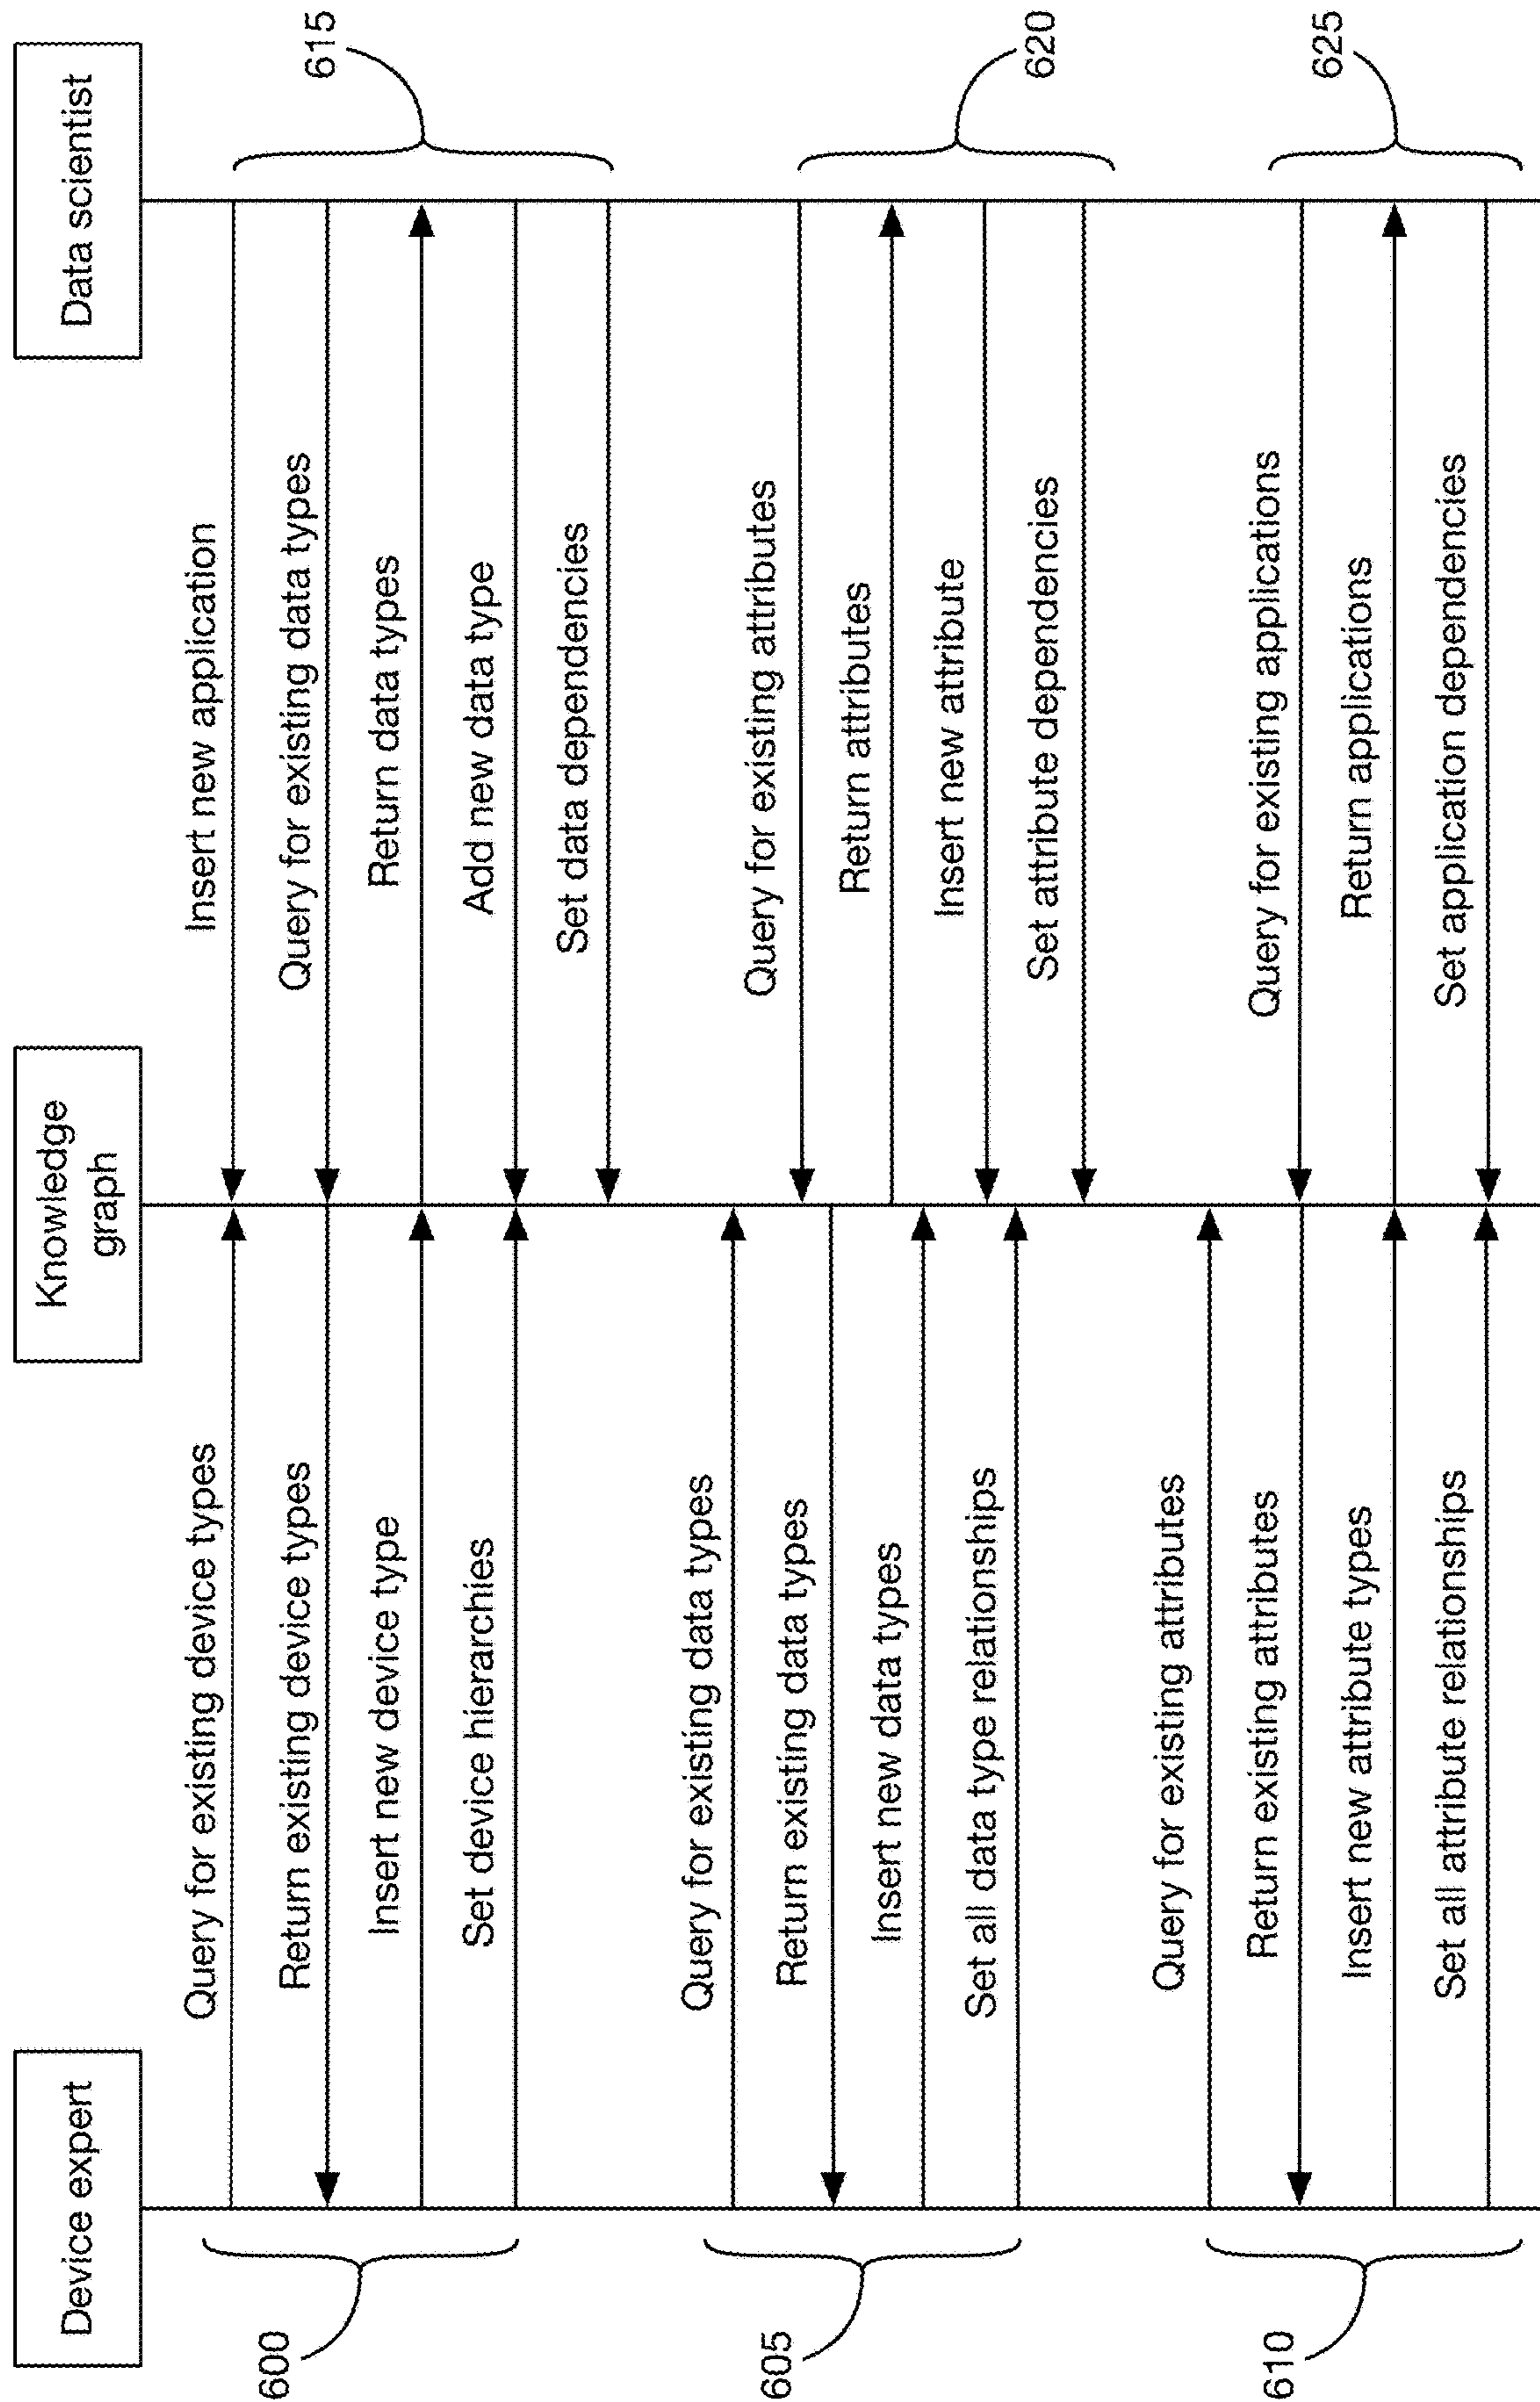 Device expert
Knowledge
graph
Data scientist
600
Query for existing device types
Return existing device types
Insert new device type
Set device hierarchies
605
Query for existing data types
Return existing data types
Insert new data types
Set all data type relationships
610
Query for existing attributes
Return existing attributes
Insert new attribute types
Set all attribute relationships
615
Insert new application
Query for existing data types
Return data types
Add new data type
Set data dependencies
620
Query for existing attributes
Return attributes
Insert new attribute
Set attribute dependencies
625
Query for existing applications
Return applications
Set application dependencies